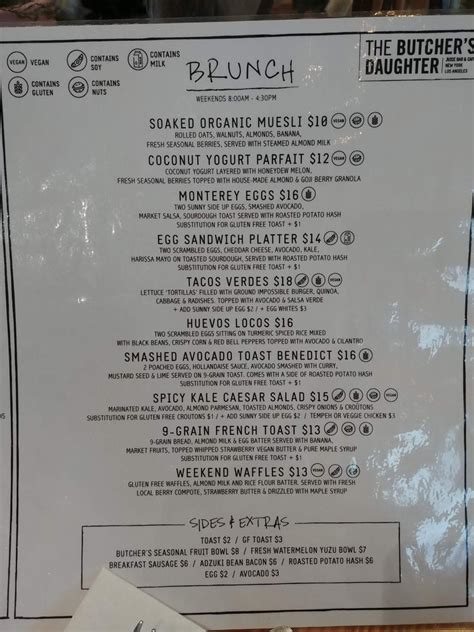 VEGAN
CONTAINS SOY
CONTAINS MILK
CONTAINS GLUTEN
CONTAINS NUTS
BRUNCH
WEEKENDS 8:00AM - 4:30PM
THE BUTCHER'S
DAUGHTER
JUICE BAR & CAFE
NEW YORK
LOS ANGELES
SOAKED ORGANIC MUESLI $10 VEGAN
ROLLED OATS, WALNUTS, ALMONDS, BANANA,
FRESH SEASONAL BERRIES, SERVED WITH STEAMED ALMOND MILK
COCONUT YOGURT PARFAIT $12 VEGAN
COCONUT YOGURT LAYERED WITH HONEYDEW MELON,
FRESH SEASONAL BERRIES TOPPED WITH HOUSE-MADE ALMOND & GOJI BERRY GRANOLA
MONTEREY EGGS $16
TWO SUNNY SIDE UP EGGS, SMASHED AVOCADO,
MARKET SALSA, SOURDOUGH TOAST SERVED WITH ROASTED POTATO HASH
SUBSTITUTION FOR GLUTEN FREE TOAST + $1
EGG SANDWICH PLATTER $14
TWO SCRAMBLED EGGS, CHEDDAR CHEESE, AVOCADO, KALE,
HARISSA MAYO ON TOASTED SOURDOUGH, SERVED WITH ROASTED POTATO HASH
SUBSTITUTION FOR GLUTEN FREE TOAST + $1
TACOS VERDES $18 VEGAN
LETTUCE 'TORTILLAS' FILLED WITH GROUND IMPOSSIBLE BURGER, QUINOA,
CABBAGE & RADISHES. TOPPED WITH AVOCADO & SALSA VERDE
+ ADD SUNNY SIDE UP EGG $2 / + EGG WHITES $3
HUEVOS LOCOS $16
TWO SCRAMBLED EGGS SITTING ON TURMERIC SPICED RICE MIXED
WITH BLACK BEANS, CRISPY CORN & RED BELL PEPPERS TOPPED WITH AVOCADO & CILANTRO
SMASHED AVOCADO TOAST BENEDICT $16
2 POACHED EGGS, HOLLANDAISE SAUCE, AVOCADO SMASHED WITH CURRY,
MUSTARD SEED & LIME SERVED ON 9-GRAIN TOAST. COMES WITH A SIDE OF ROASTED POTATO HASH
SUBSTITUTION FOR GLUTEN FREE TOAST + $1
SPICY KALE CAESAR SALAD $15
MARINATED KALE, AVOCADO, ALMOND PARMESAN, TOASTED ALMONDS, CRISPY ONIONS & CROÛTONS
SUBSTITUTION FOR GLUTEN FREE CROUTONS $1 / + ADD SUNNY SIDE UP EGG $2 / TEMPEH OR VEGGIE CHICKEN $3
9-GRAIN FRENCH TOAST $13
9-GRAIN BREAD, ALMOND MILK & EGG BATTER SERVED WITH BANANA,
MARKET FRUITS, TOPPED WHIPPED STRAWBERRY VEGAN BUTTER & PURE MAPLE SYRUP
SUBSTITUTION FOR GLUTEN FREE TOAST + $1
WEEKEND WAFFLES $13 VEGAN
GLUTEN FREE WAFFLES, ALMOND MILK AND RICE FLOUR BATTER. SERVED WITH FRESH
LOCAL BERRY COMPOTE, STRAWBERRY BUTTER & DRIZZLED WITH MAPLE SYRUP
SIDES & EXTRAS
TOAST $2 / GF TOAST $3
BUTCHER'S SEASONAL FRUIT BOWL $8 / FRESH WATERMELON YUZU BOWL $7
BREAKFAST SAUSAGE $6 / ADZUKI BEAN BACON $6 / ROASTED POTATO HASH $6
EGG $2 / AVOCADO $3